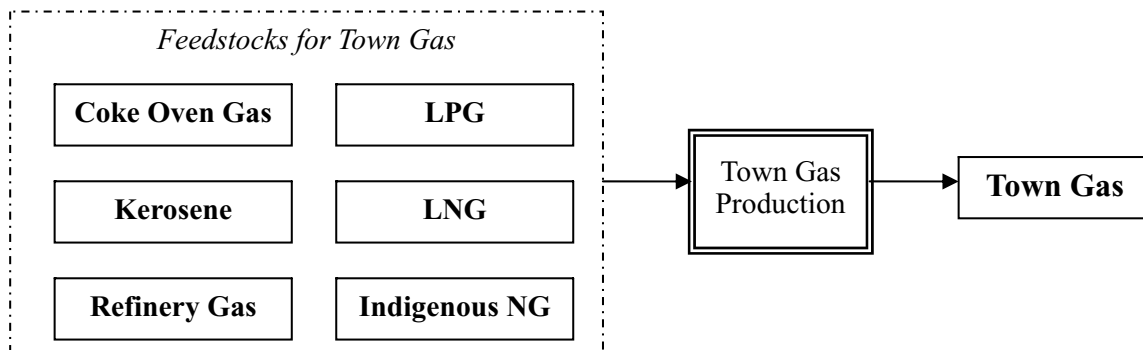 Feedstocks for Town Gas
Coke Oven Gas
LPG
Kerosene
LNG
Refinery Gas
Indigenous NG
Town Gas
Production
Town Gas